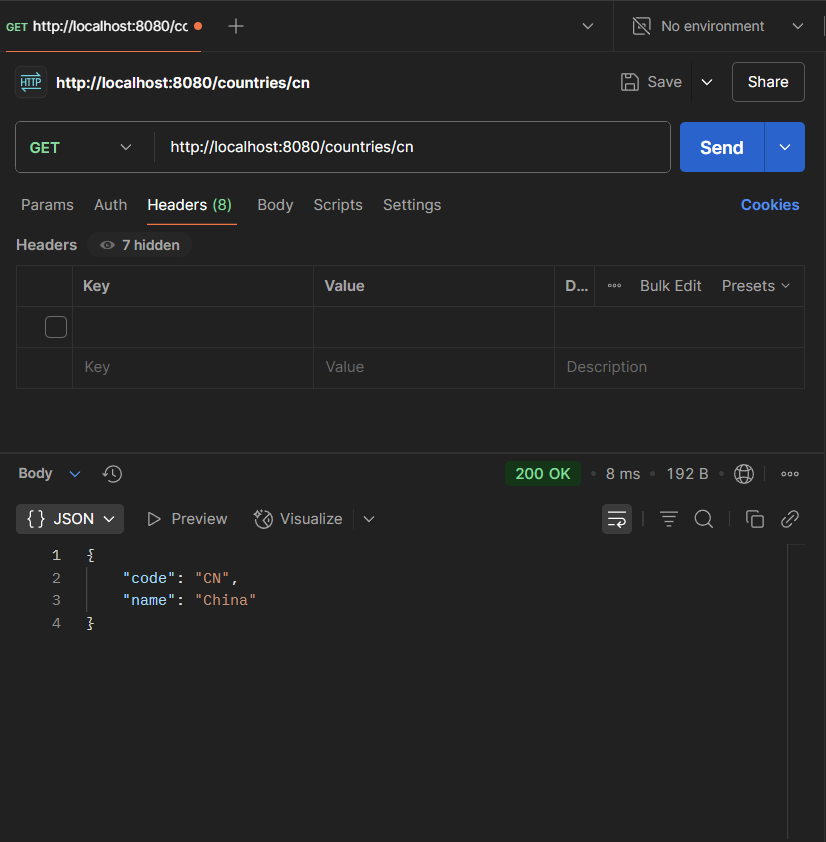 GET http://localhost:8080/cc
No environment
HTTP http://localhost:8080/countries/cn
Save
Share
GET
http://localhost:8080/countries/cn
Send
Params Auth Headers (8) Body Scripts Settings Cookies
Headers 7 hidden
Key Value D... Bulk Edit Presets
Key Value Description
Body 200 OK • 8 ms • 192 B •
{} JSON Preview Visualize
1 {
2 "code": "CN",
3 "name": "China"
4 }